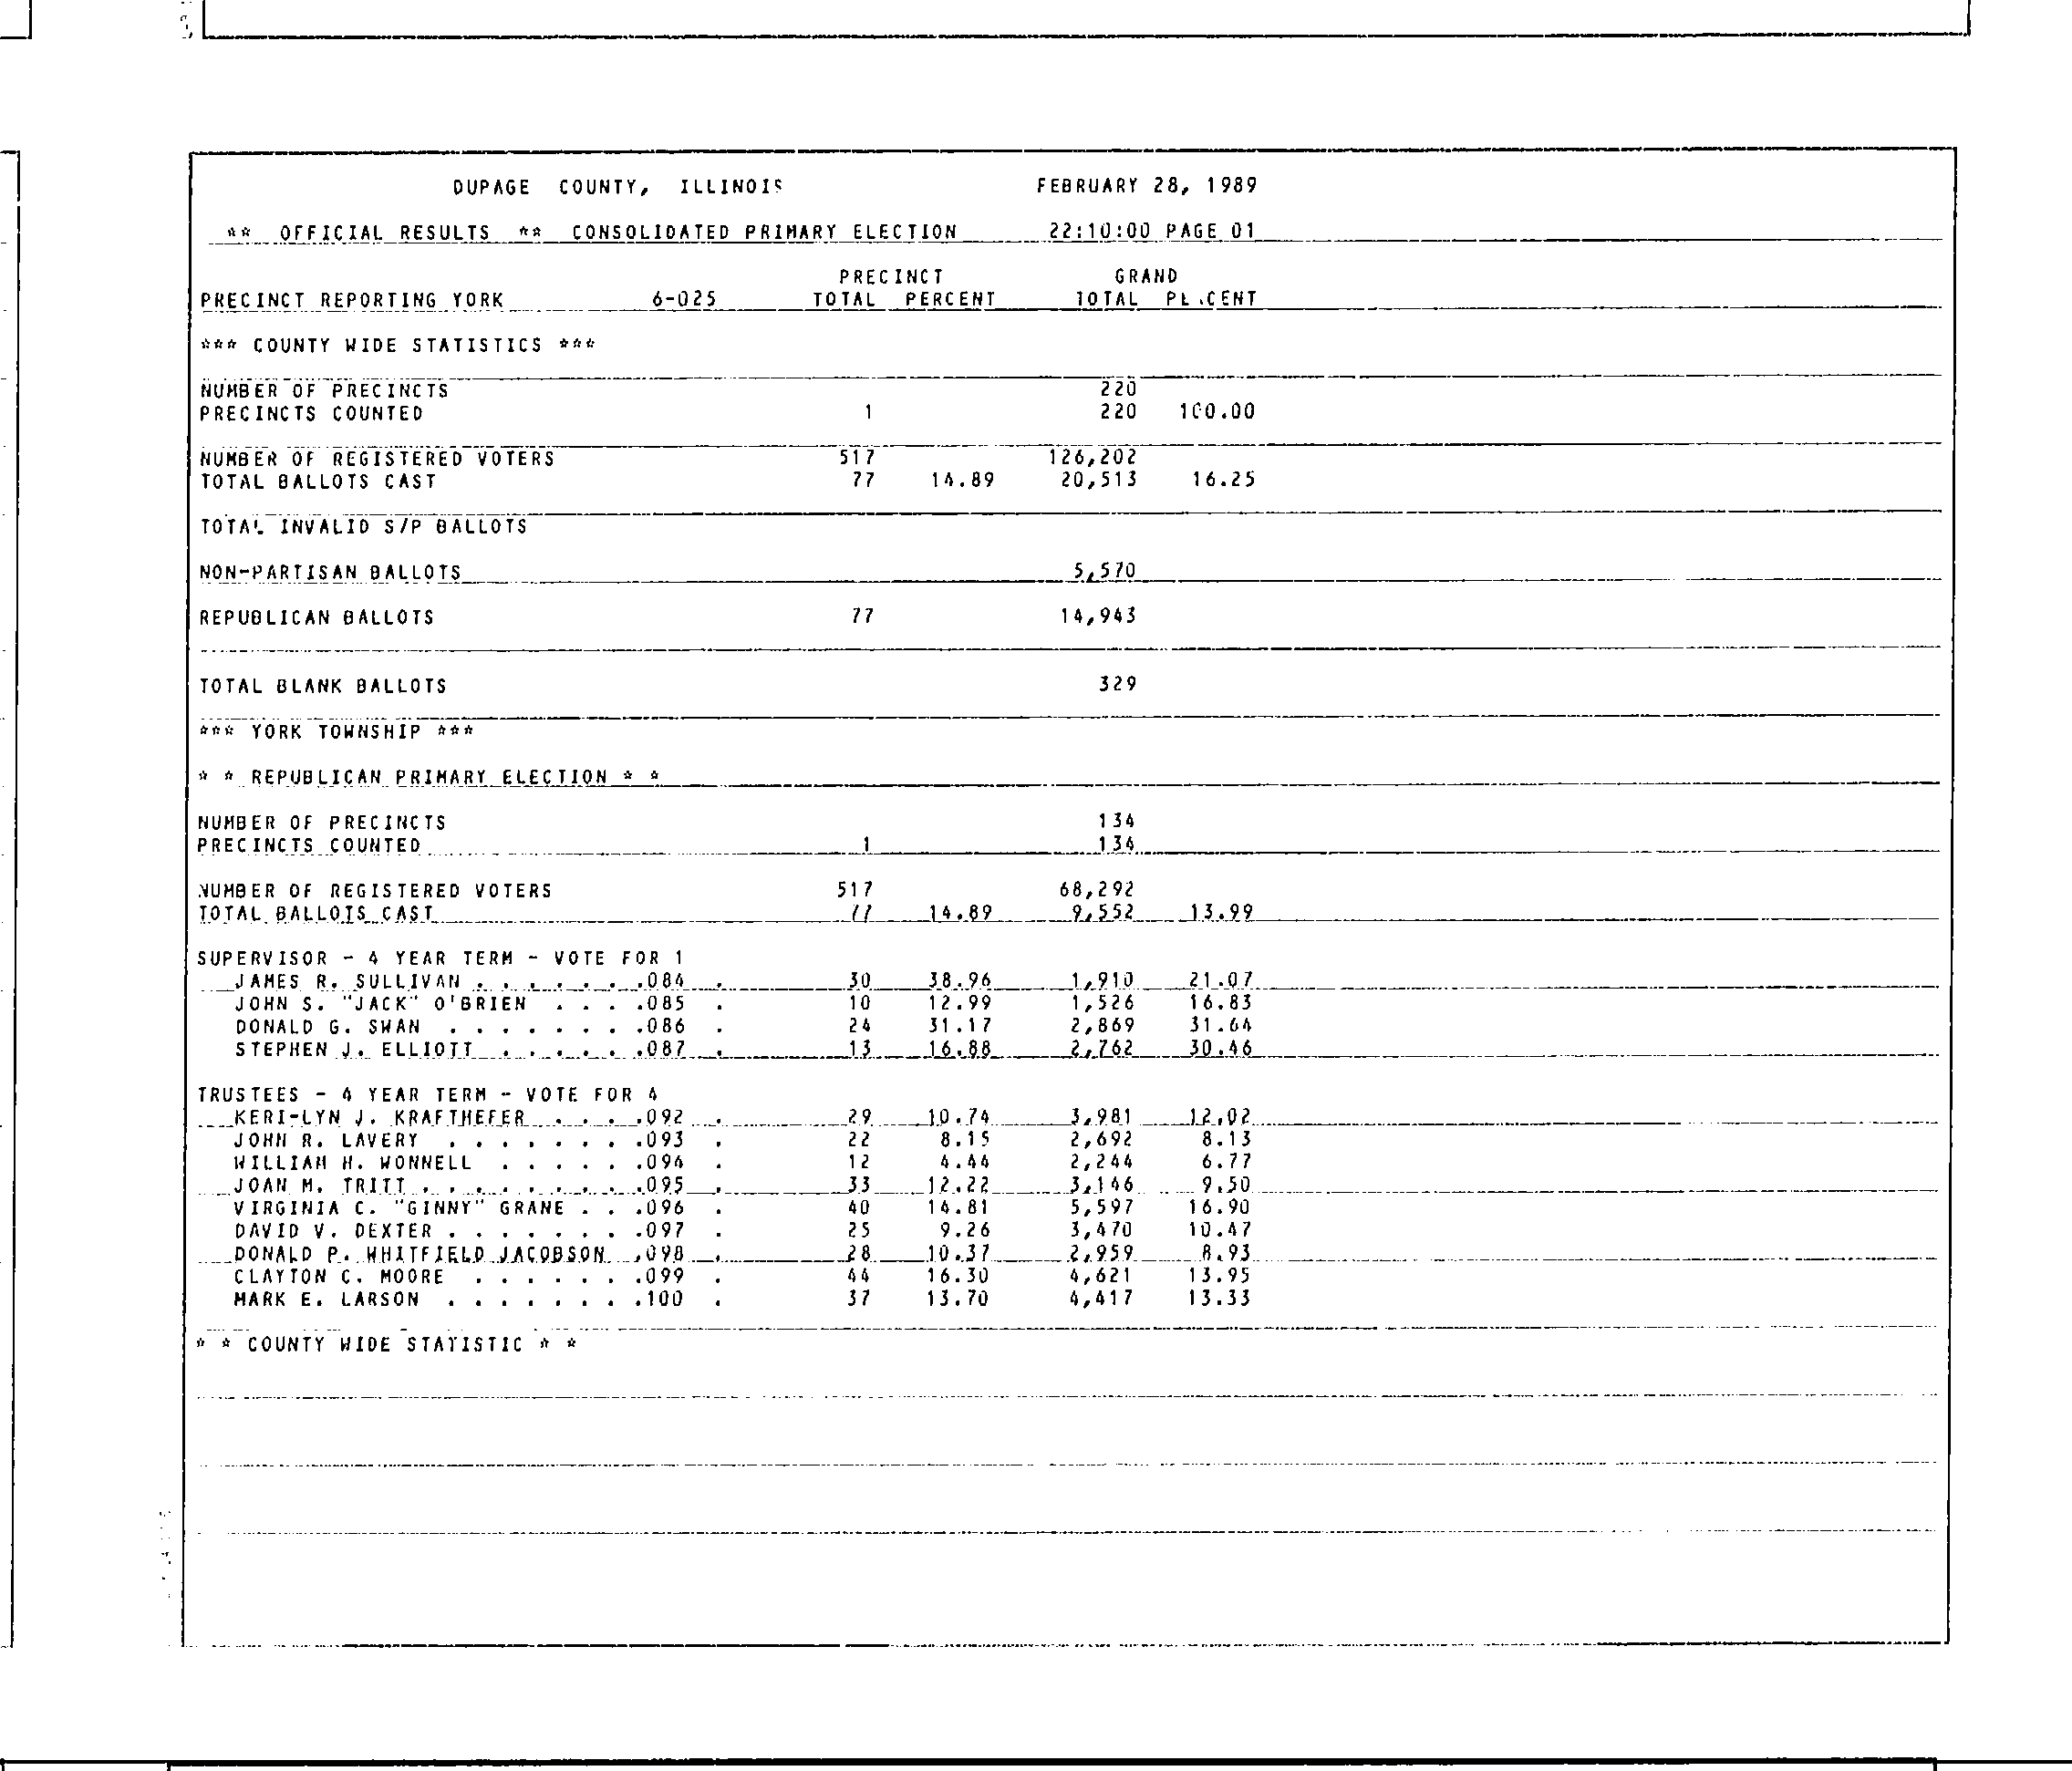 DUPAGE COUNTY, ILLINOIS FEBRUARY 28, 1989
** OFFICIAL RESULTS ** CONSOLIDATED PRIMARY ELECTION 22:10:00 PAGE 01
PRECINCT GRAND
PRECINCT REPORTING YORK 6-025 TOTAL PERCENT TOTAL PE CENT
*** COUNTY WIDE STATISTICS ***
NUMBER OF PRECINCTS 220
PRECINCTS COUNTED 1 220 100.00
NUMBER OF REGISTERED VOTERS 517 126,202
TOTAL BALLOTS CAST 77 14.89 20,513 16.25
TOTAL INVALID S/P BALLOTS
NON-PARTISAN BALLOTS 5,570
REPUBLICAN BALLOTS 77 14,943
TOTAL BLANK BALLOTS 329
*** YORK TOWNSHIP ***
* * REPUBLICAN PRIMARY ELECTION * *
NUMBER OF PRECINCTS 134
PRECINCTS COUNTED 1 134
NUMBER OF REGISTERED VOTERS 517 68,292
TOTAL BALLOTS CAST 77 14.89 9,552 13.99
SUPERVISOR - 4 YEAR TERM - VOTE FOR 1
JAMES R. SULLIVAN . . . . . . .084 . 30 38.96 1,910 21.07
JOHN S. "JACK" O'BRIEN . . . .085 . 10 12.99 1,526 16.83
DONALD G. SWAN . . . . . . . .086 . 24 31.17 2,869 31.64
STEPHEN J. ELLIOTT . . . . . .087 . 13 16.88 2,762 30.46
TRUSTEES - 4 YEAR TERM - VOTE FOR 4
KERI-LYN J. KRAFTHEFER . . . .092 . 29 10.74 3,981 12.02
JOHN R. LAVERY . . . . . . . .093 . 22 8.15 2,692 8.13
WILLIAM H. WONNELL . . . . . .094 . 12 4.44 2,244 6.77
JOAN M. TRITT . . . . . . . . .095 . 33 12.22 3,146 9.50
VIRGINIA C. "GINNY" GRANE . . .096 . 40 14.81 5,597 16.90
DAVID V. DEXTER . . . . . . . .097 . 25 9.26 3,470 10.47
DONALD P. WHITFIELD JACOBSON .098 . 28 10.37 2,959 8.93
CLAYTON C. MOORE . . . . . . .099 . 44 16.30 4,621 13.95
MARK E. LARSON . . . . . . . .100 . 37 13.70 4,417 13.33
* * COUNTY WIDE STATISTIC * *